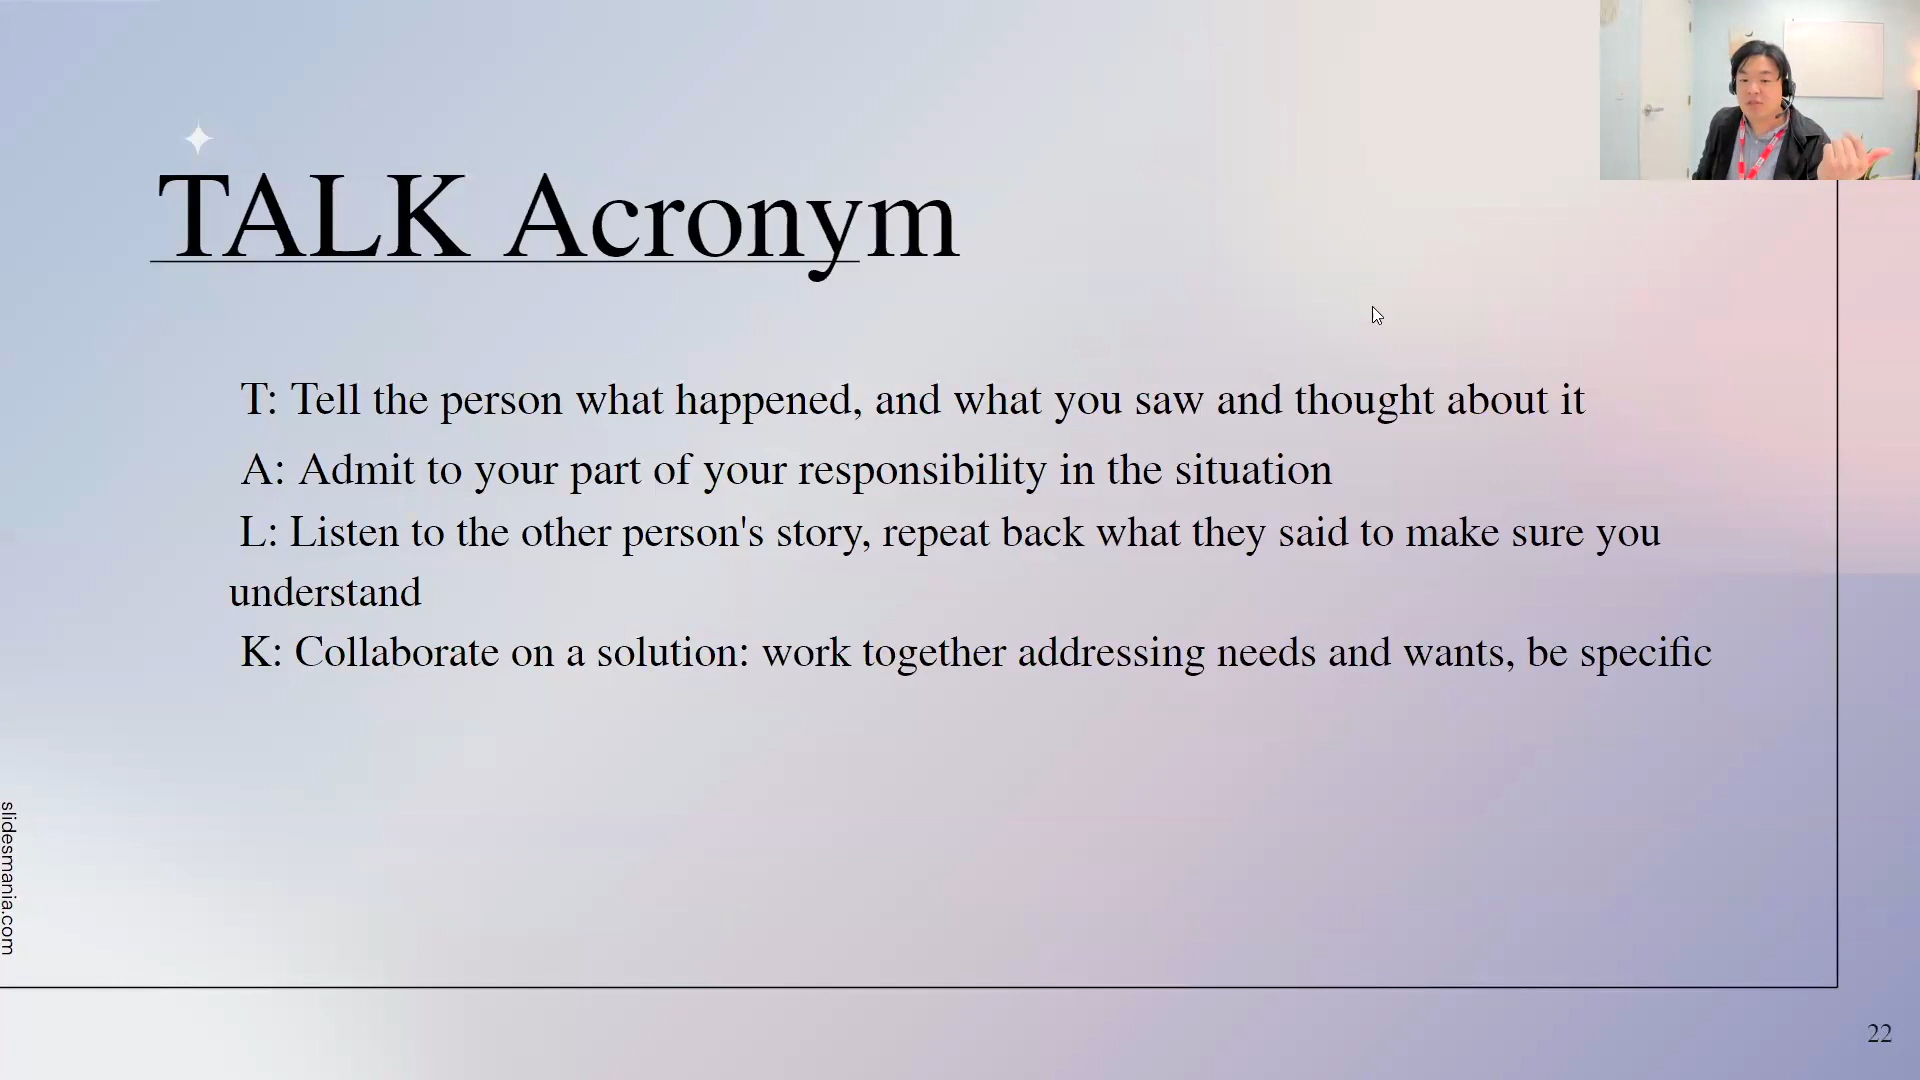 TALK Acronym
T: Tell the person what happened, and what you saw and thought about it
A: Admit to your part of your responsibility in the situation
L: Listen to the other person's story, repeat back what they said to make sure you
understand
K: Collaborate on a solution: work together addressing needs and wants, be specific
slidesmania.com
22